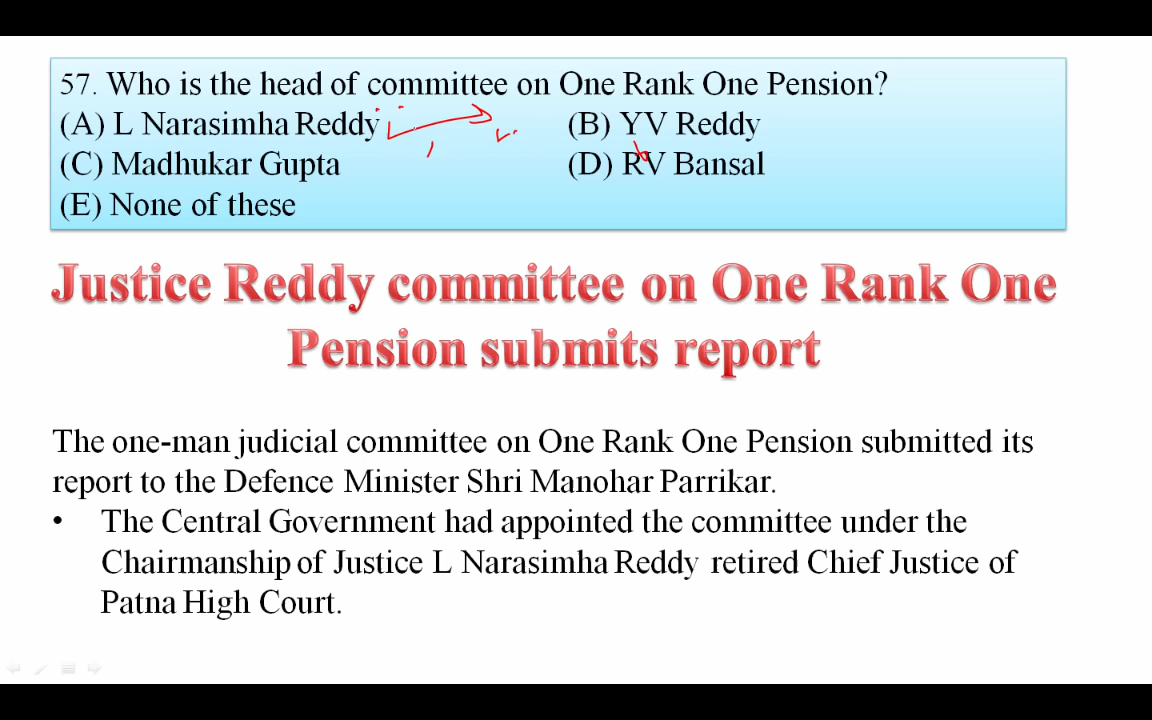 57. Who is the head of committee on One Rank One Pension?
(A) L Narasimha Reddy (B) YV Reddy
(C) Madhukar Gupta (D) RV Bansal
(E) None of these
Justice Reddy committee on One Rank One
Pension submits report
The one-man judicial committee on One Rank One Pension submitted its
report to the Defence Minister Shri Manohar Parrikar.
• The Central Government had appointed the committee under the
Chairmanship of Justice L Narasimha Reddy retired Chief Justice of
Patna High Court.